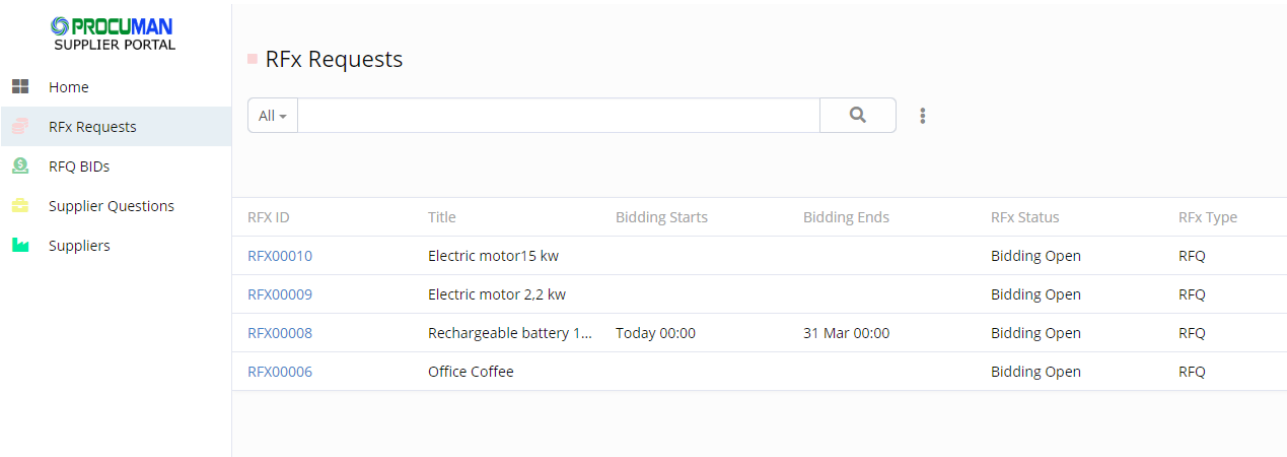 PROCUMAN
SUPPLIER PORTAL
Home
RFx Requests
RFQ BIDs
Supplier Questions
Suppliers
RFx Requests
All
RFX ID Title Bidding Starts Bidding Ends RFx Status RFx Type
RFX00010 Electric motor15 kw Bidding Open RFQ
RFX00009 Electric motor 2,2 kw Bidding Open RFQ
RFX00008 Rechargeable battery 1... Today 00:00 31 Mar 00:00 Bidding Open RFQ
RFX00006 Office Coffee Bidding Open RFQ